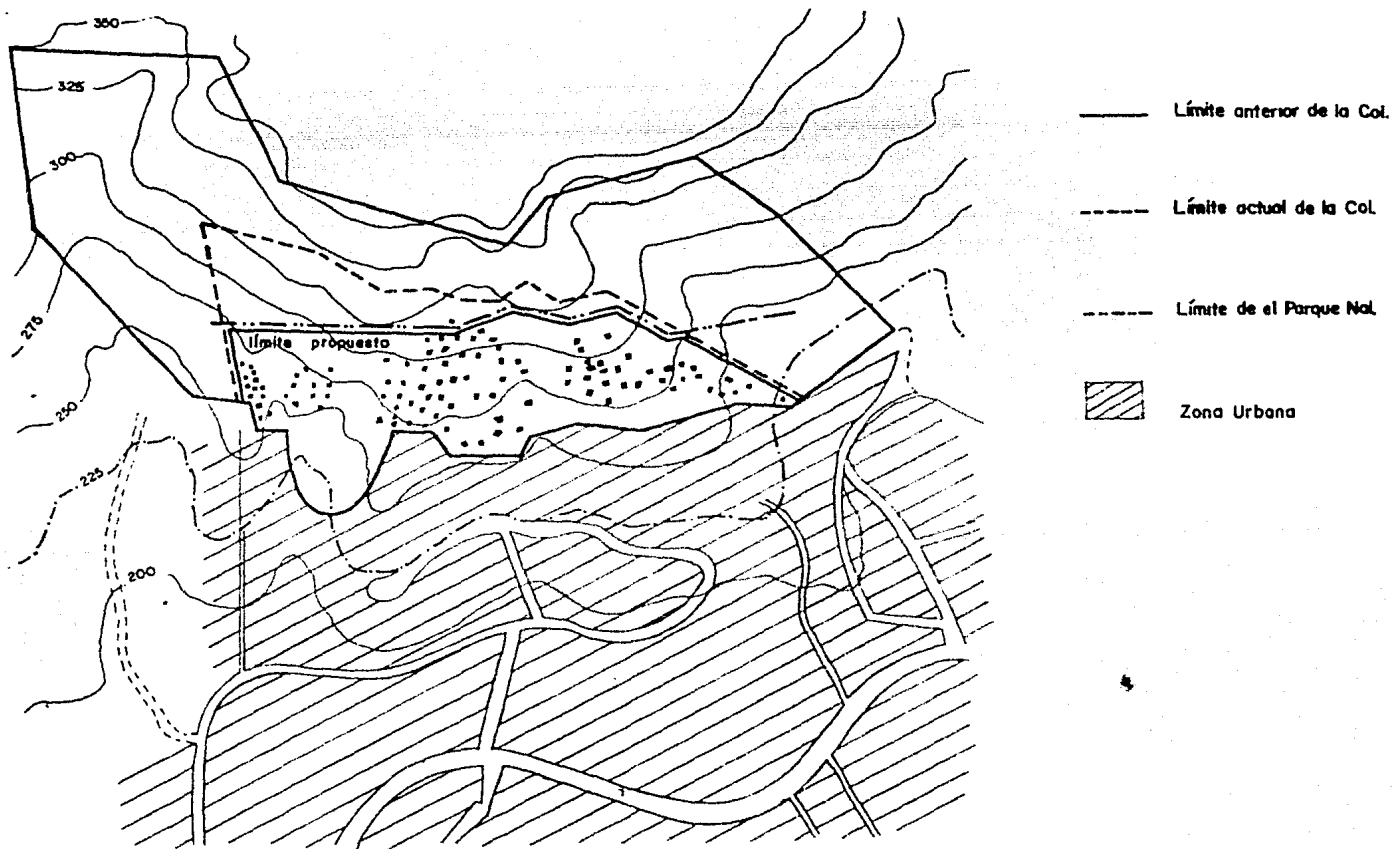 350
325
300
275
250
225
200
límite propuesto
Límite anterior de la Col.
Límite actual de la Col.
Límite de el Parque Nal.
Zona Urbana